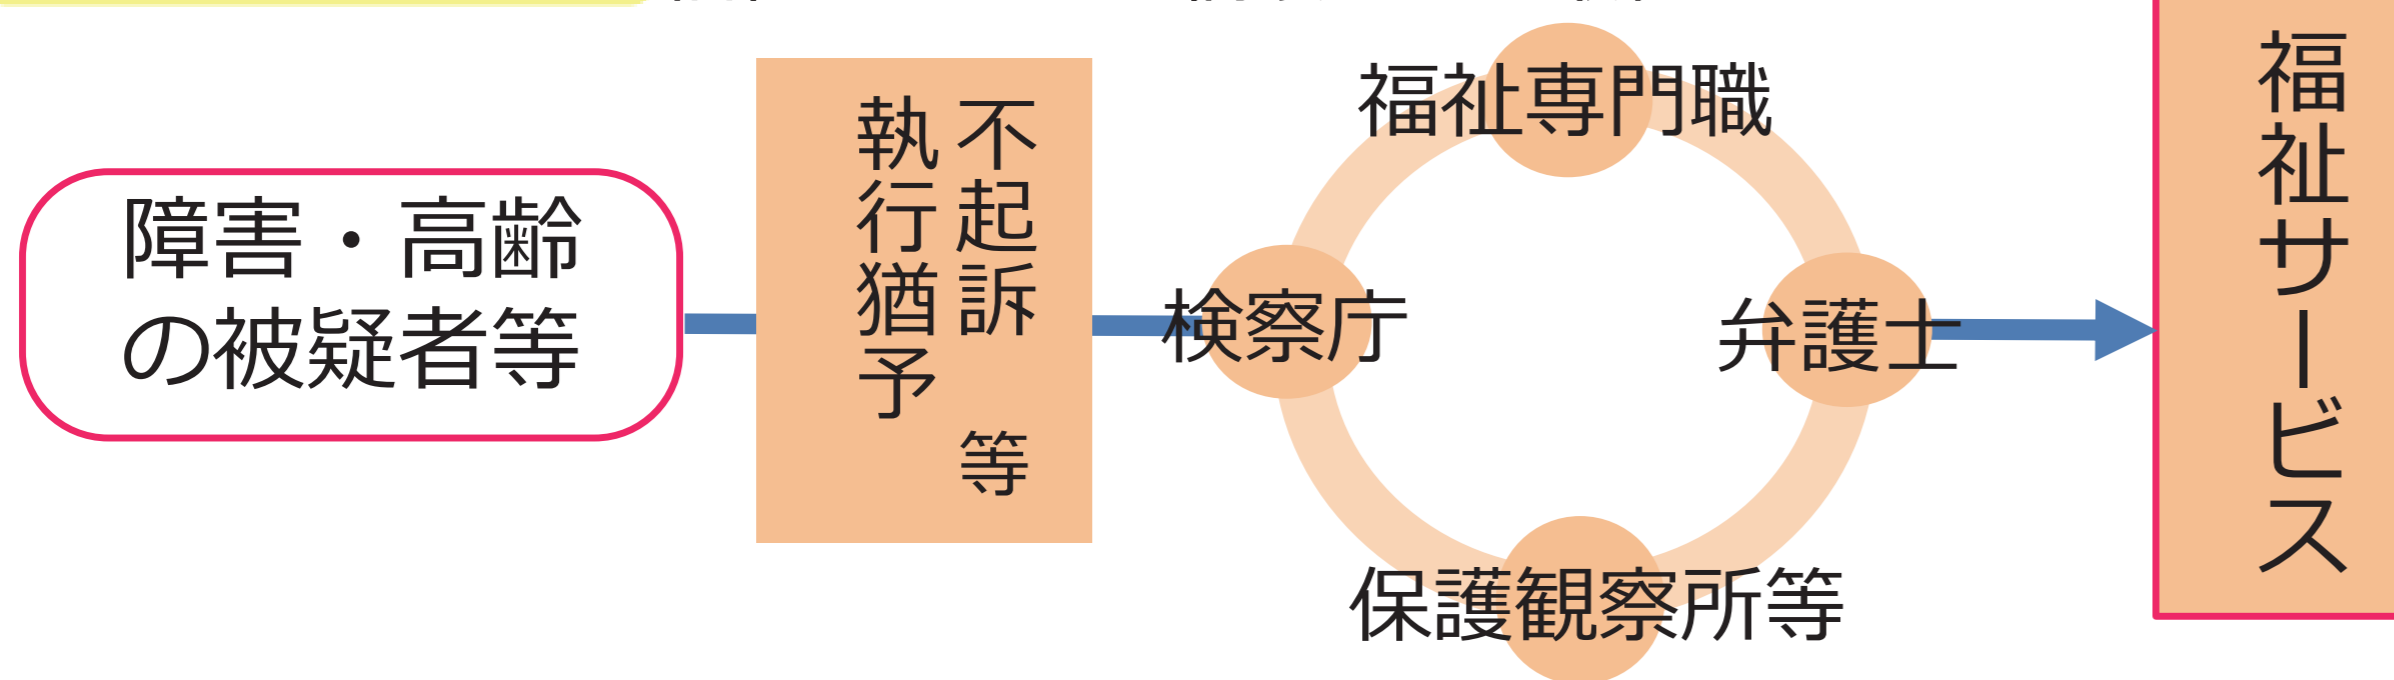 障害・高齢
の被疑者等
不起訴 等
執行猶予
福祉専門職
検察庁
弁護士
保護観察所等
福祉サービス